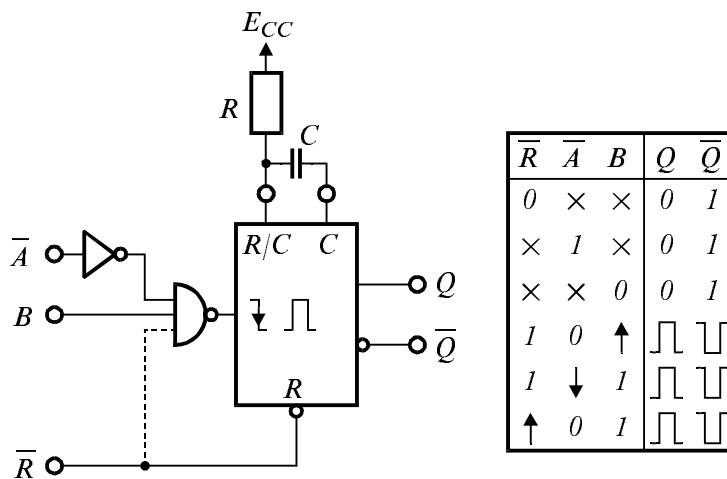 E_CC
R
C
R/C C
A̅
B
Q
Q̅
R
R̅
R̅ A̅ B Q Q̅
0 × × 0 1
× 1 × 0 1
× × 0 0 1
1 0 ↑ ⎍ ⊔
1 ↓ 1 ⎍ ⊔
↑ 0 1 ⎍ ⊔